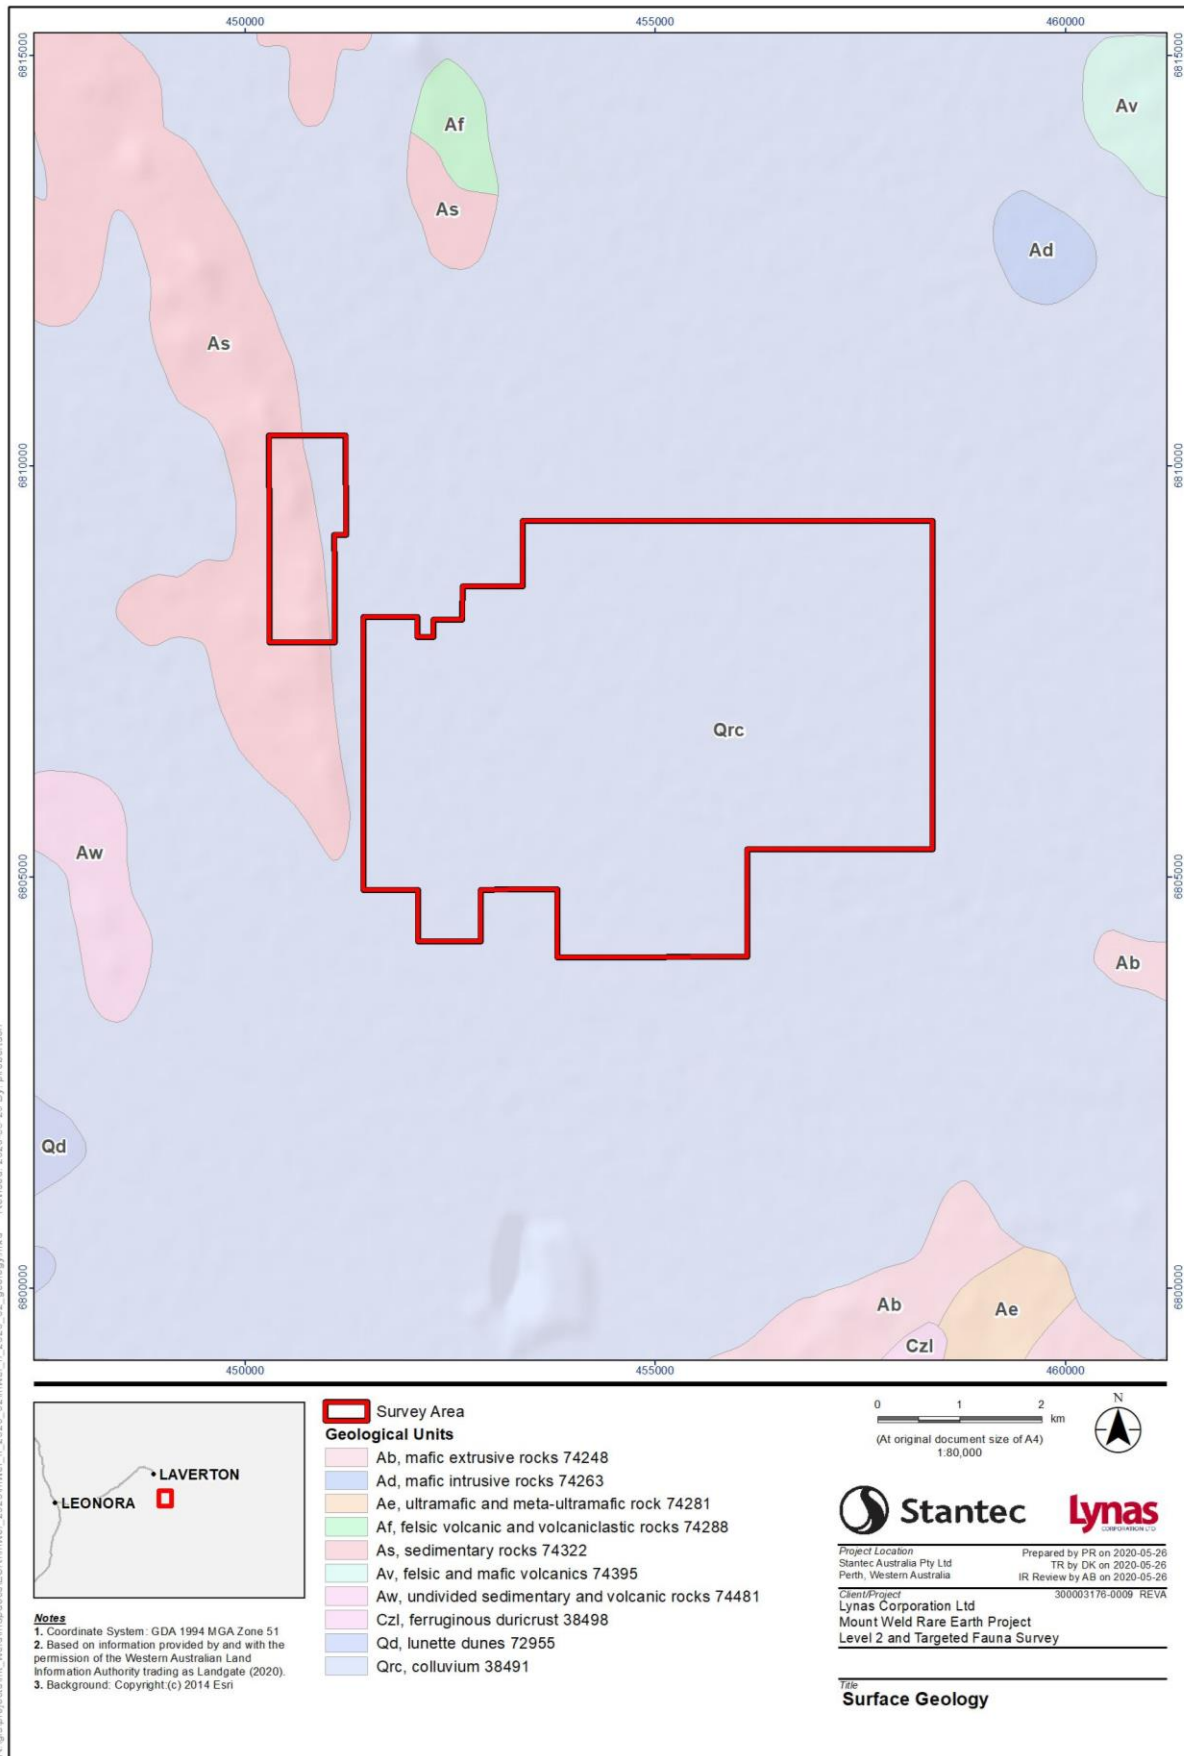 450000
455000
460000
6815000
6815000
Af
Av
As
Ad
As
6810000
6810000
Qrc
Aw
6805000
6805000
Ab
Qd
6800000
6800000
Ab
Ae
Czl
450000
455000
460000
LAVERTON
LEONORA
Notes
1. Coordinate System: GDA 1994 MGA Zone 51
2. Based on information provided by and with the
permission of the Western Australian Land
Information Authority trading as Landgate (2020).
3. Background: Copyright:(c) 2014 Esri
Survey Area
Geological Units
Ab, mafic extrusive rocks 74248
Ad, mafic intrusive rocks 74263
Ae, ultramafic and meta-ultramafic rock 74281
Af, felsic volcanic and volcaniclastic rocks 74288
As, sedimentary rocks 74322
Av, felsic and mafic volcanics 74395
Aw, undivided sedimentary and volcanic rocks 74481
Czl, ferruginous duricrust 38498
Qd, lunette dunes 72955
Qrc, colluvium 38491
0 1 2 km
(At original document size of A4)
1:80,000
N
Stantec
Lynas
CORPORATION LTD
Project Location
Stantec Australia Pty Ltd
Perth, Western Australia
Prepared by PR on 2020-05-26
TR by DK on 2020-05-26
IR Review by AB on 2020-05-26
Client/Project 300003176-0009 REVA
Lynas Corporation Ltd
Mount Weld Rare Earth Project
Level 2 and Targeted Fauna Survey
Title
Surface Geology